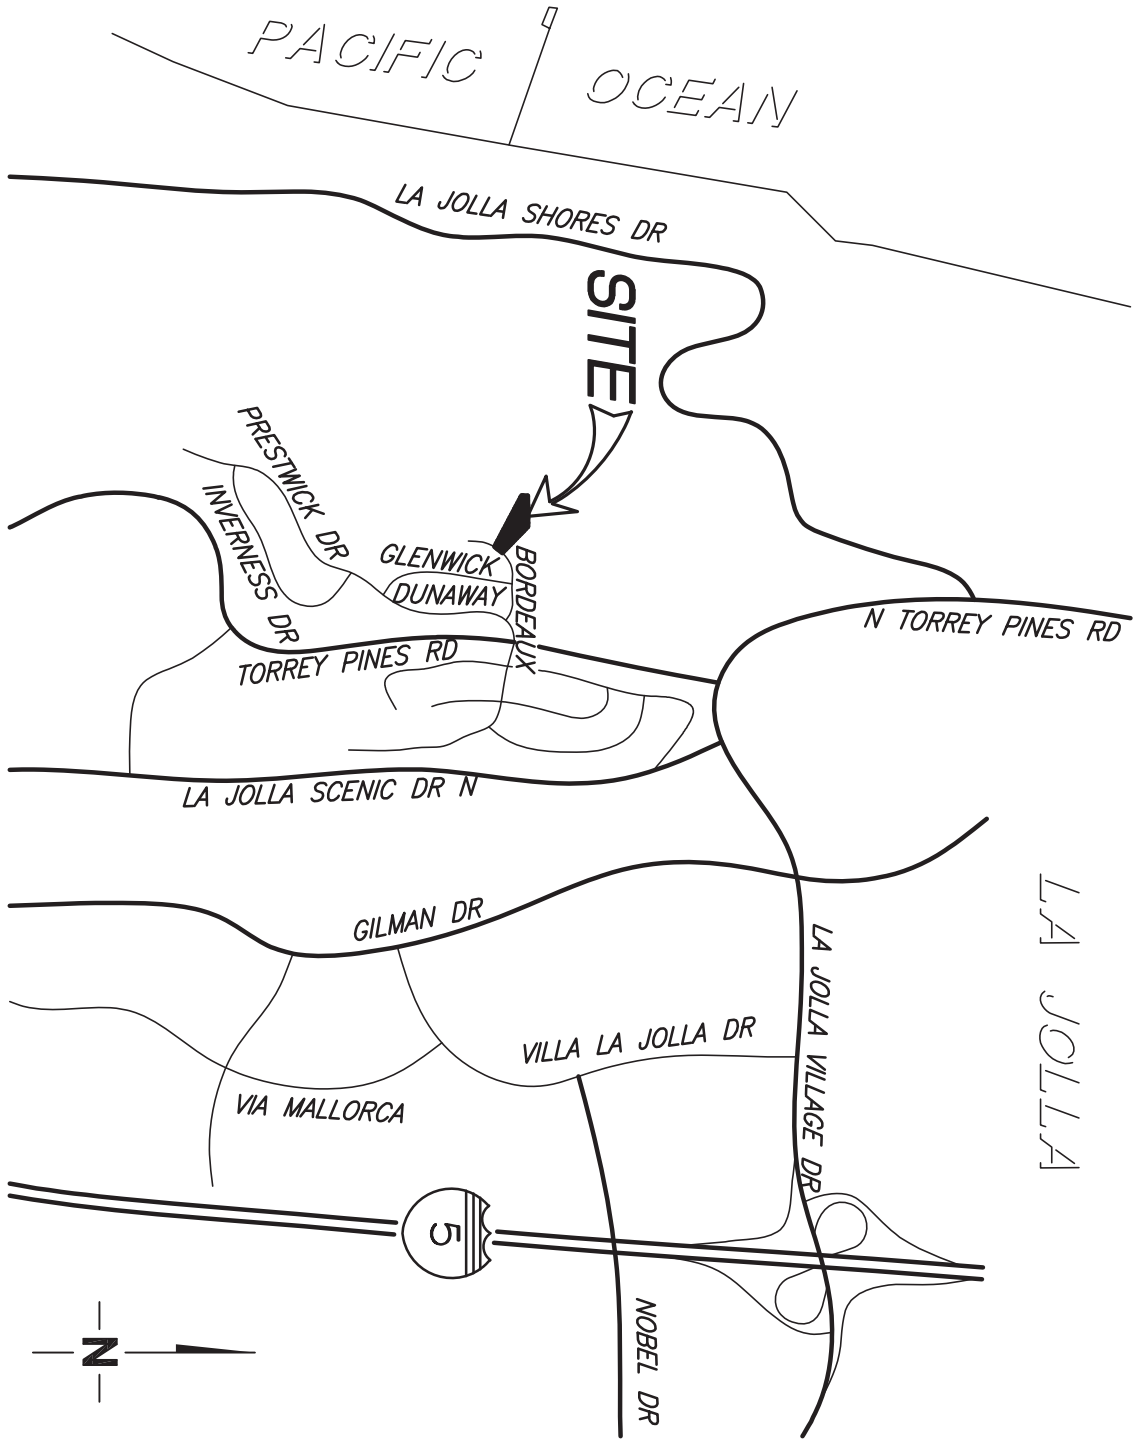 PACIFIC OCEAN
LA JOLLA SHORES DR
SITE
PRESTWICK DR
INVERNESS DR
GLENWICK
DUNAWAY
BORDEAUX
N TORREY PINES RD
TORREY PINES RD
LA JOLLA SCENIC DR N
GILMAN DR
LA JOLLA
LA JOLLA VILLAGE DR
VILLA LA JOLLA DR
VIA MALLORCA
5
NOBEL DR
N